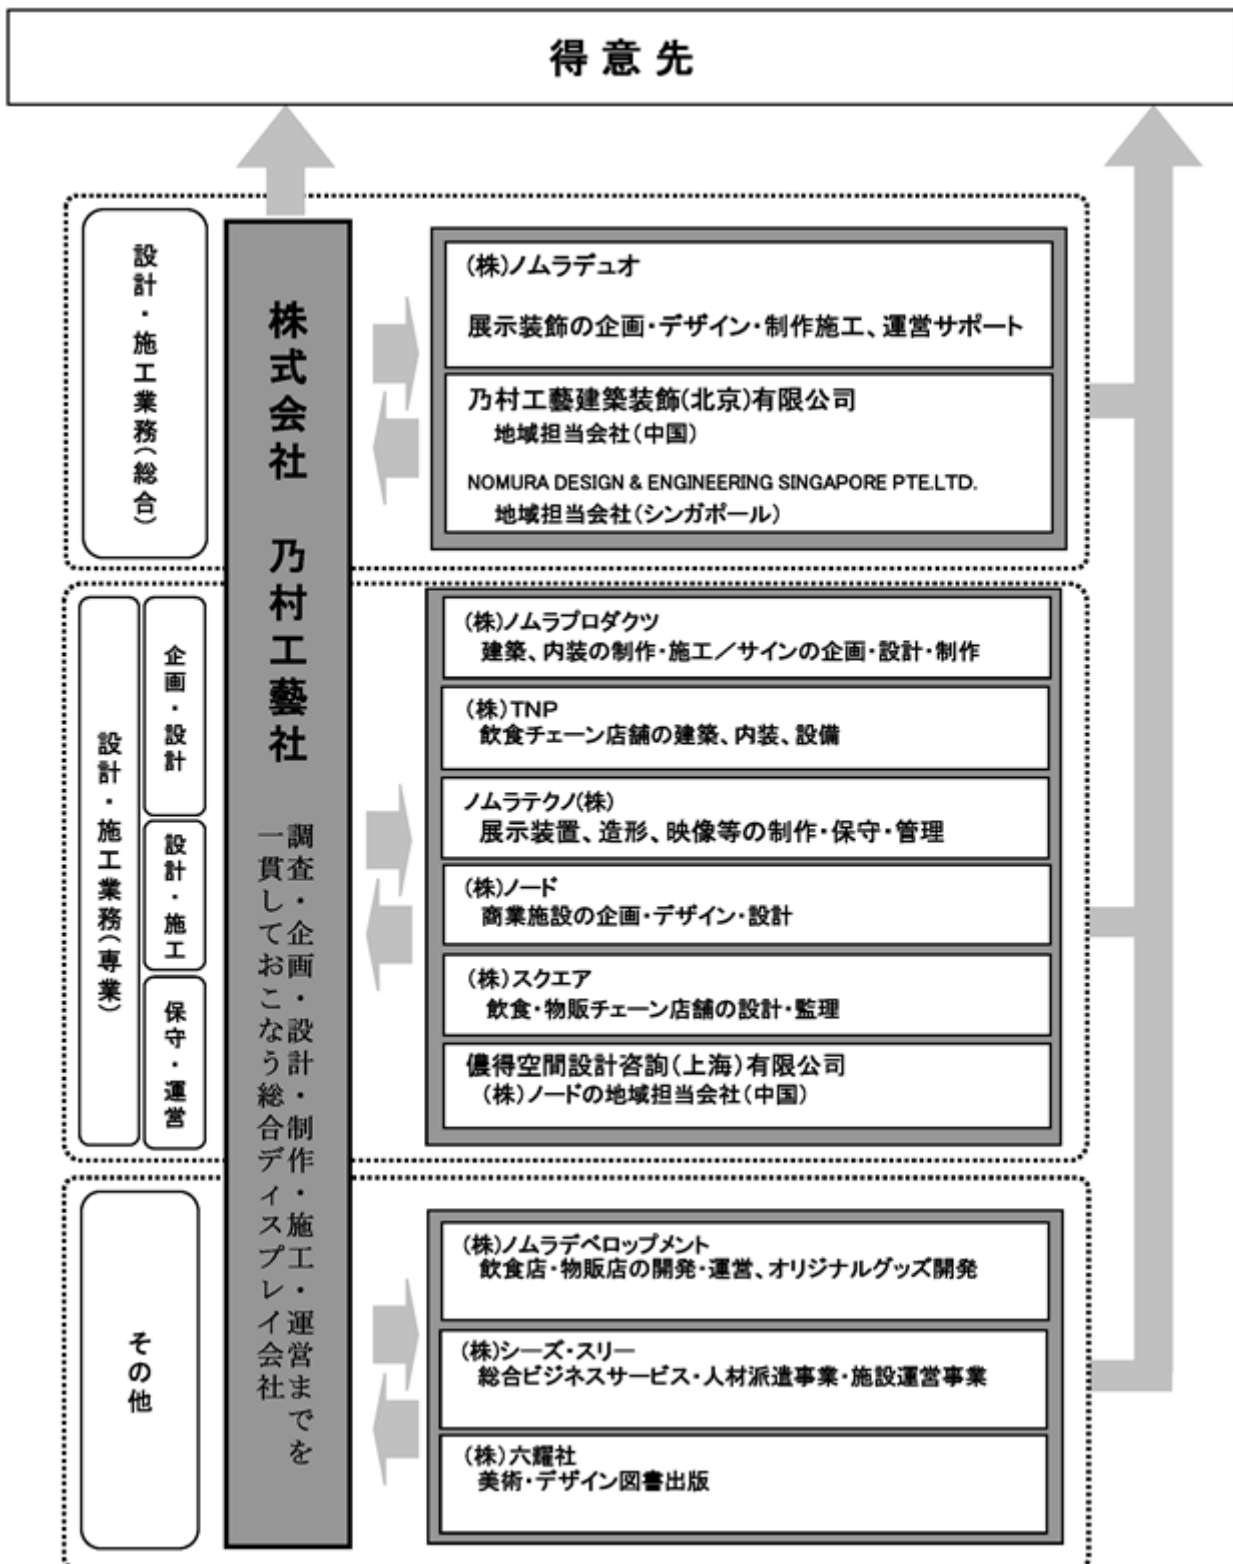 得意先
設計・施工業務(総合)
株式会社　乃村工藝社
調査・企画・設計・制作・施工・運営までを
一貫しておこなう総合ディスプレイ会社
(株)ノムラデュオ
展示装飾の企画・デザイン・制作施工、運営サポート
乃村工藝建築装飾(北京)有限公司
地域担当会社(中国)
NOMURA DESIGN & ENGINEERING SINGAPORE PTE.LTD.
地域担当会社(シンガポール)
設計・施工業務(専業)
企画・設計
設計・施工
保守・運営
(株)ノムラプロダクツ
建築、内装の制作・施工／サインの企画・設計・制作
(株)TNP
飲食チェーン店舗の建築、内装、設備
ノムラテクノ(株)
展示装置、造形、映像等の制作・保守・管理
(株)ノード
商業施設の企画・デザイン・設計
(株)スクエア
飲食・物販チェーン店舗の設計・監理
儂得空間設計咨詢(上海)有限公司
(株)ノードの地域担当会社(中国)
その他
(株)ノムラデベロップメント
飲食店・物販店の開発・運営、オリジナルグッズ開発
(株)シーズ・スリー
総合ビジネスサービス・人材派遣事業・施設運営事業
(株)六耀社
美術・デザイン図書出版